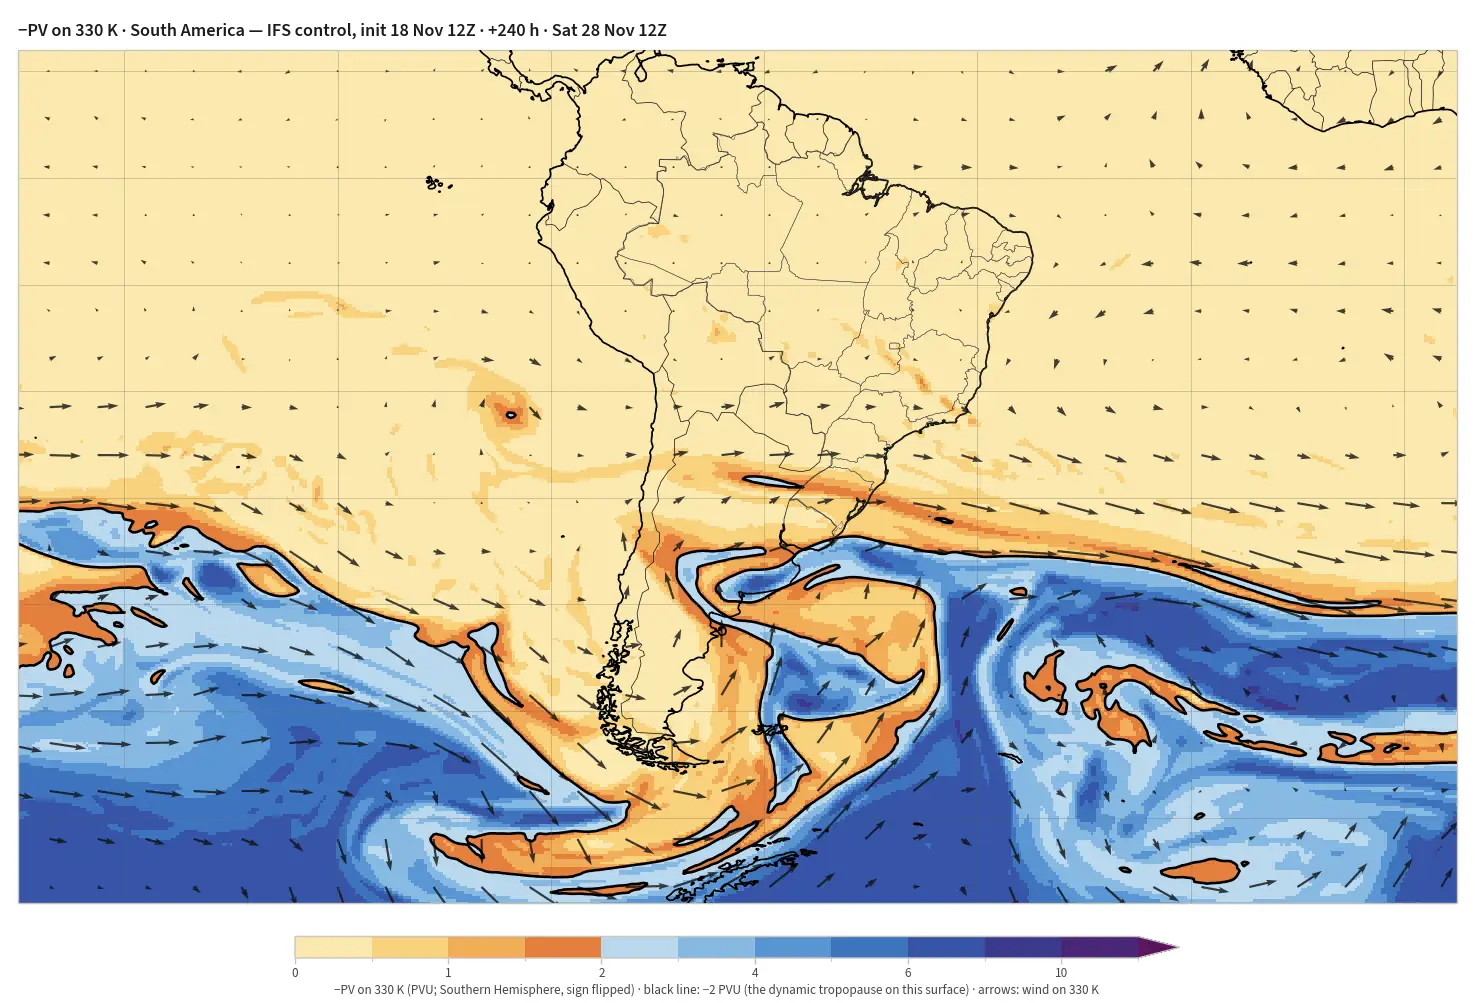 −PV on 330 K · South America — IFS control, init 18 Nov 12Z · +240 h · Sat 28 Nov 12Z
0 1 2 4 6 10
−PV on 330 K (PVU; Southern Hemisphere, sign flipped) · black line: −2 PVU (the dynamic tropopause on this surface) · arrows: wind on 330 K